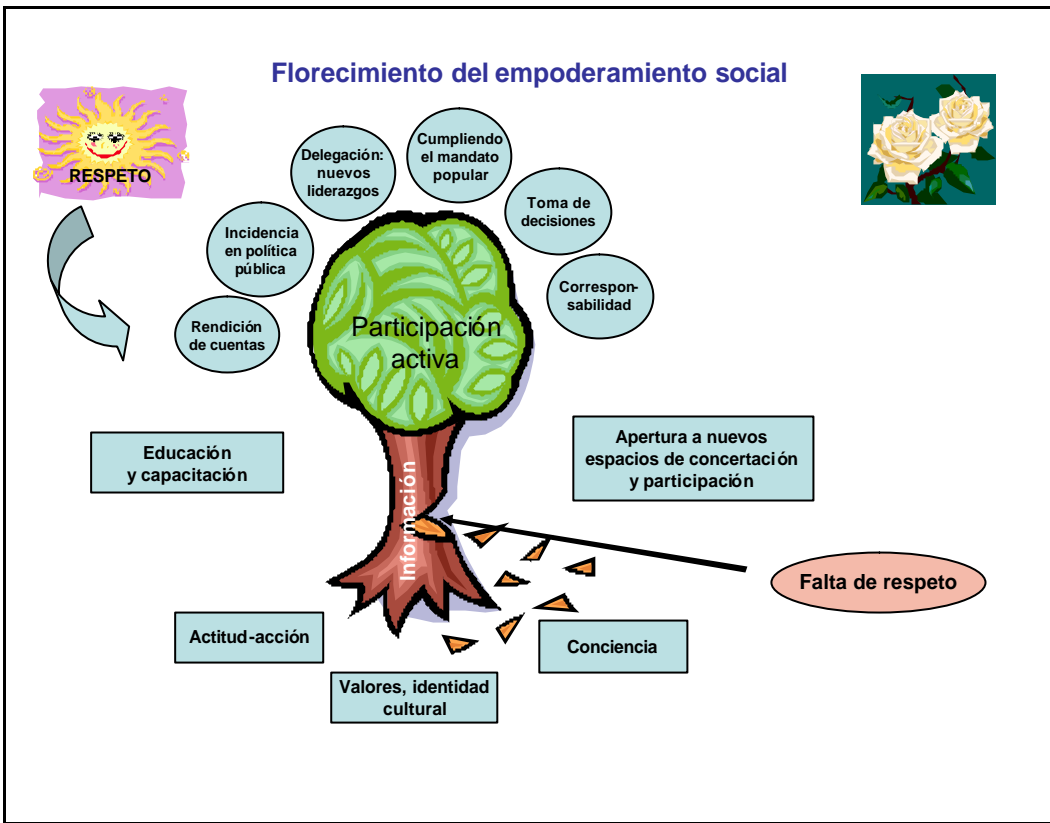 Florecimiento del empoderamiento social
RESPETO
Cumpliendo
el mandato
popular
Delegación:
nuevos
liderazgos
Toma de
decisiones
Incidencia
en política
pública
Correspon-
sabilidad
Rendición
de cuentas
Participación
activa
Educación
y capacitación
Apertura a nuevos
espacios de concertación
y participación
Información
Falta de respeto
Actitud-acción
Conciencia
Valores, identidad
cultural